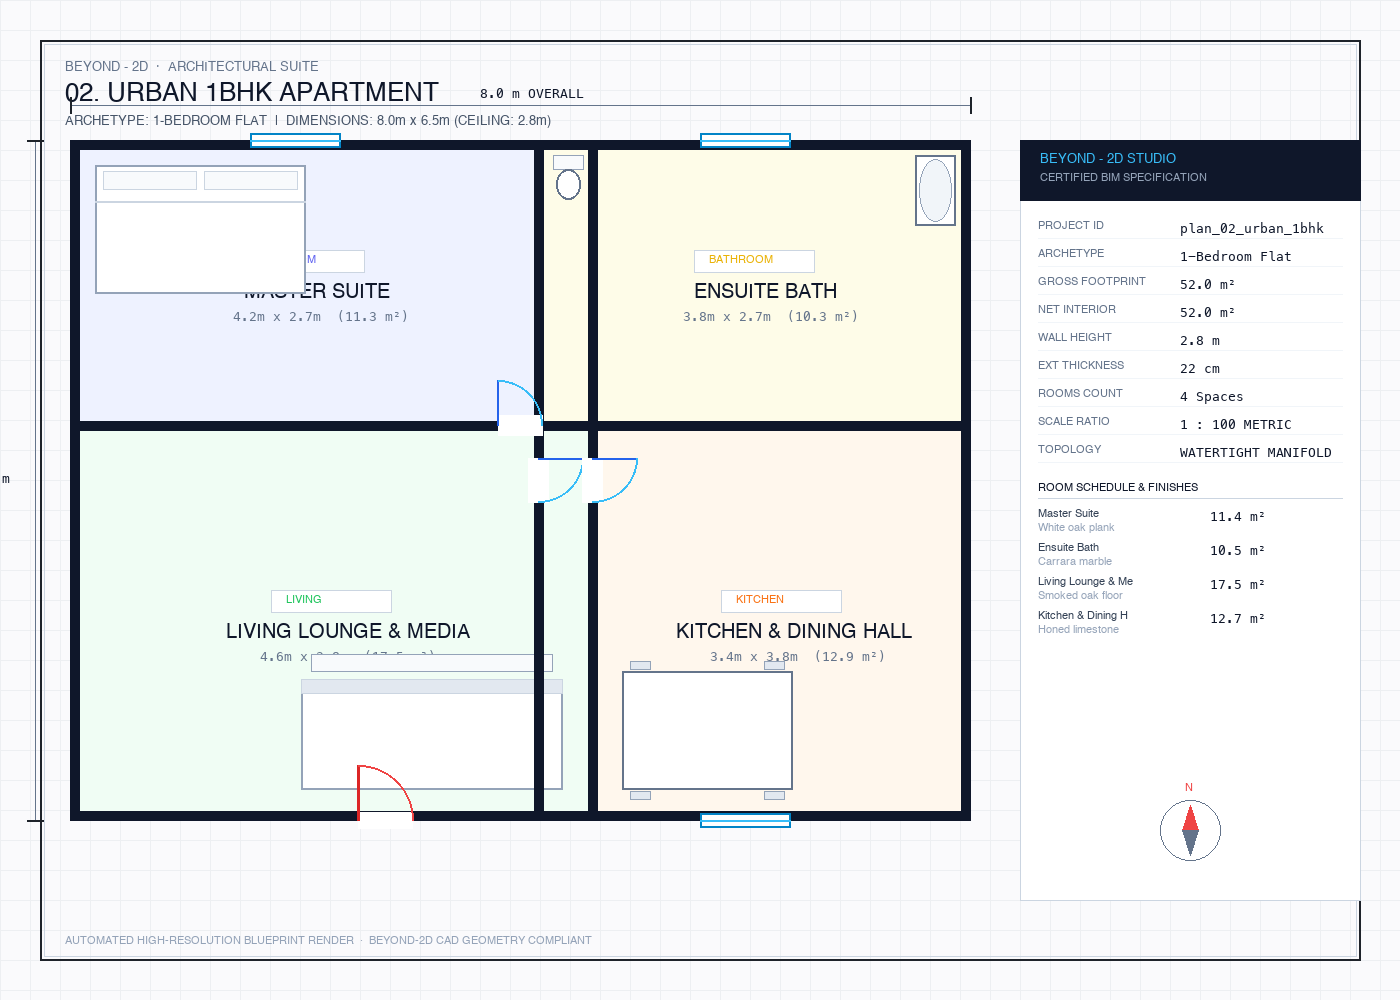 BEYOND - 2D · ARCHITECTURAL SUITE
02. URBAN 1BHK APARTMENT
8.0 m OVERALL
ARCHETYPE: 1-BEDROOM FLAT | DIMENSIONS: 8.0m x 6.5m (CEILING: 2.8m)
M
MASTER SUITE
4.2m x 2.7m (11.3 m²)
BATHROOM
ENSUITE BATH
3.8m x 2.7m (10.3 m²)
m
LIVING
LIVING LOUNGE & MEDIA
4.6m x
KITCHEN
KITCHEN & DINING HALL
3.4m x 3.8m (12.9 m²)
BEYOND - 2D STUDIO
CERTIFIED BIM SPECIFICATION
PROJECT ID plan_02_urban_1bhk
ARCHETYPE 1-Bedroom Flat
GROSS FOOTPRINT 52.0 m²
NET INTERIOR 52.0 m²
WALL HEIGHT 2.8 m
EXT THICKNESS 22 cm
ROOMS COUNT 4 Spaces
SCALE RATIO 1 : 100 METRIC
TOPOLOGY WATERTIGHT MANIFOLD
ROOM SCHEDULE & FINISHES
Master Suite 11.4 m²
White oak plank
Ensuite Bath 10.5 m²
Carrara marble
Living Lounge & Me 17.5 m²
Smoked oak floor
Kitchen & Dining H 12.7 m²
Honed limestone
N
AUTOMATED HIGH-RESOLUTION BLUEPRINT RENDER · BEYOND-2D CAD GEOMETRY COMPLIANT